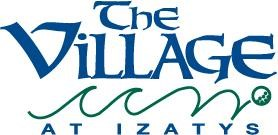 The
Village
AT IZATYS